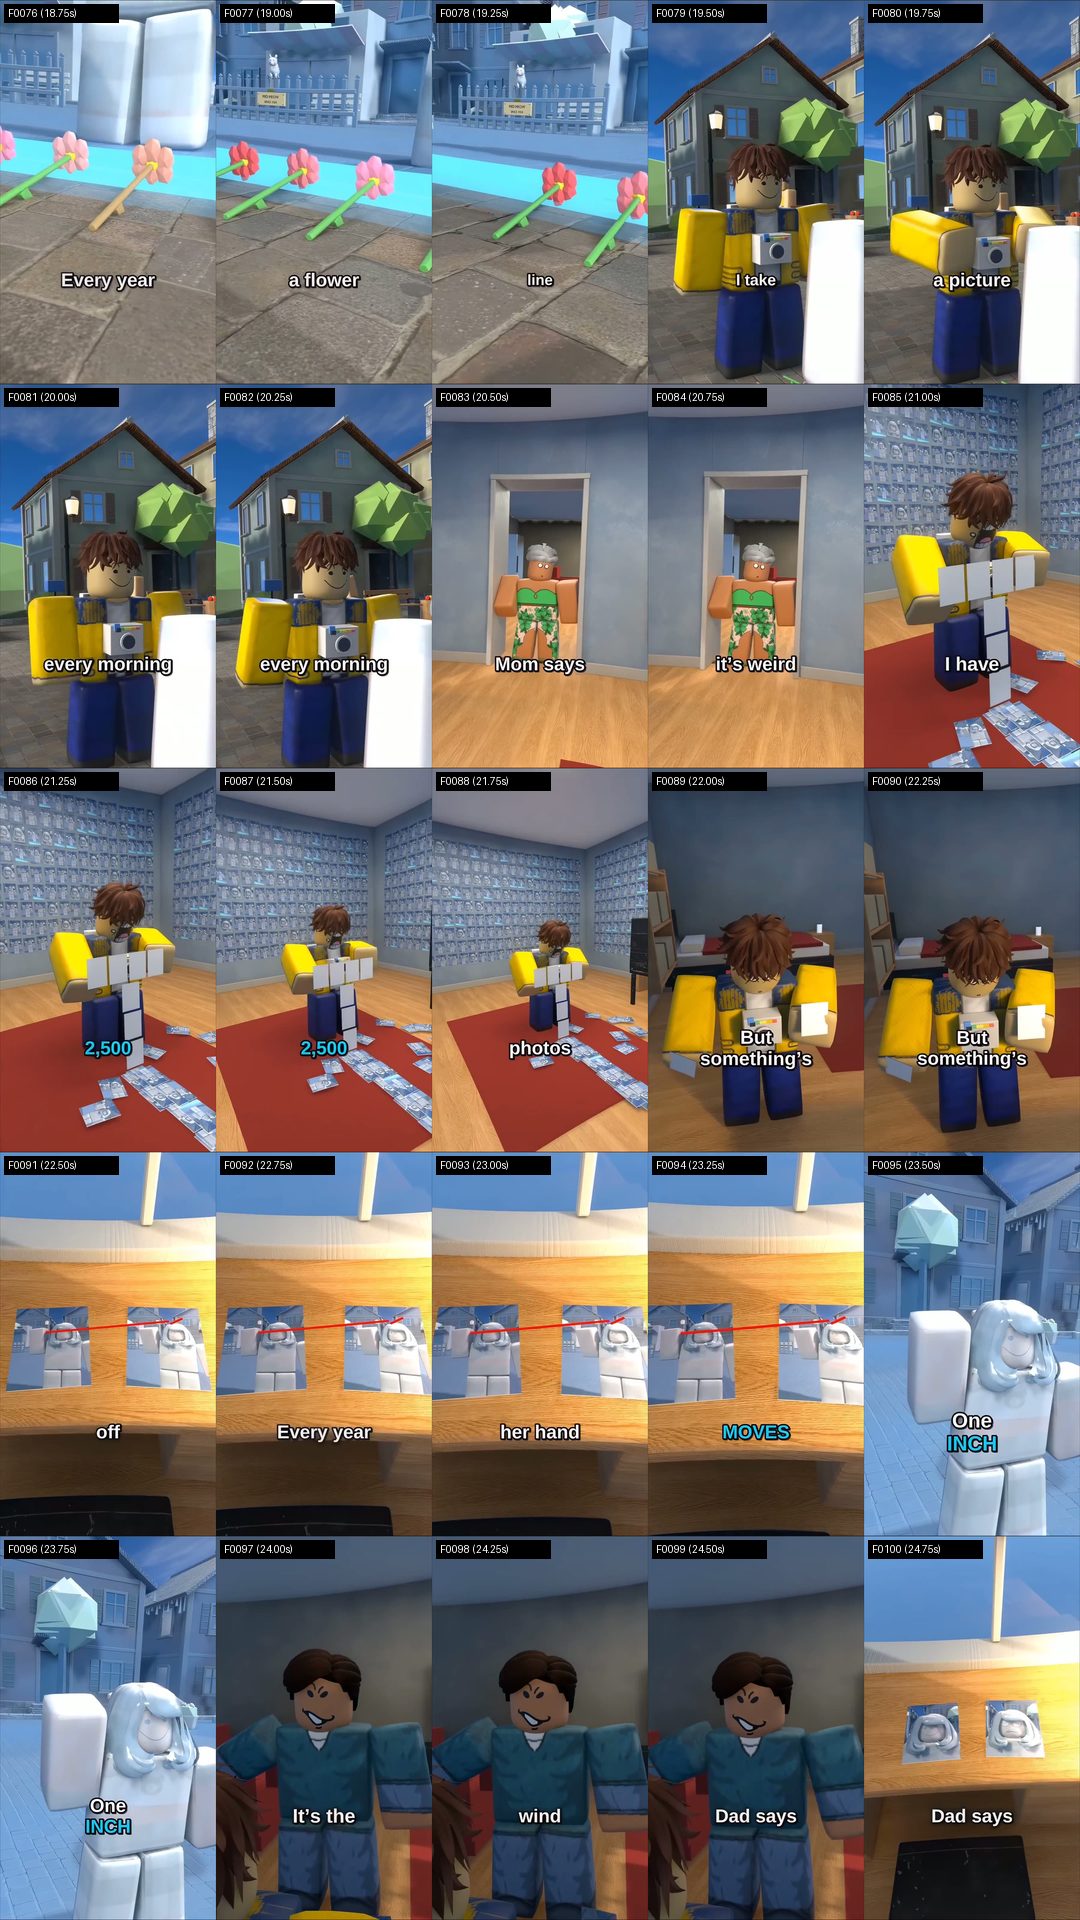 F0076 (18.75s)
Every year
F0077 (19.00s)
a flower
F0078 (19.25s)
line
F0079 (19.50s)
I take
F0080 (19.75s)
a picture
F0081 (20.00s)
every morning
F0082 (20.25s)
every morning
F0083 (20.50s)
Mom says
F0084 (20.75s)
it's weird
F0085 (21.00s)
I have
F0086 (21.25s)
2,500
F0087 (21.50s)
2,500
F0088 (21.75s)
photos
F0089 (22.00s)
But
something's
F0090 (22.25s)
But
something's
F0091 (22.50s)
off
F0092 (22.75s)
Every year
F0093 (23.00s)
her hand
F0094 (23.25s)
MOVES
F0095 (23.50s)
One
INCH
F0096 (23.75s)
One
INCH
F0097 (24.00s)
It's the
F0098 (24.25s)
wind
F0099 (24.50s)
Dad says
F0100 (24.75s)
Dad says